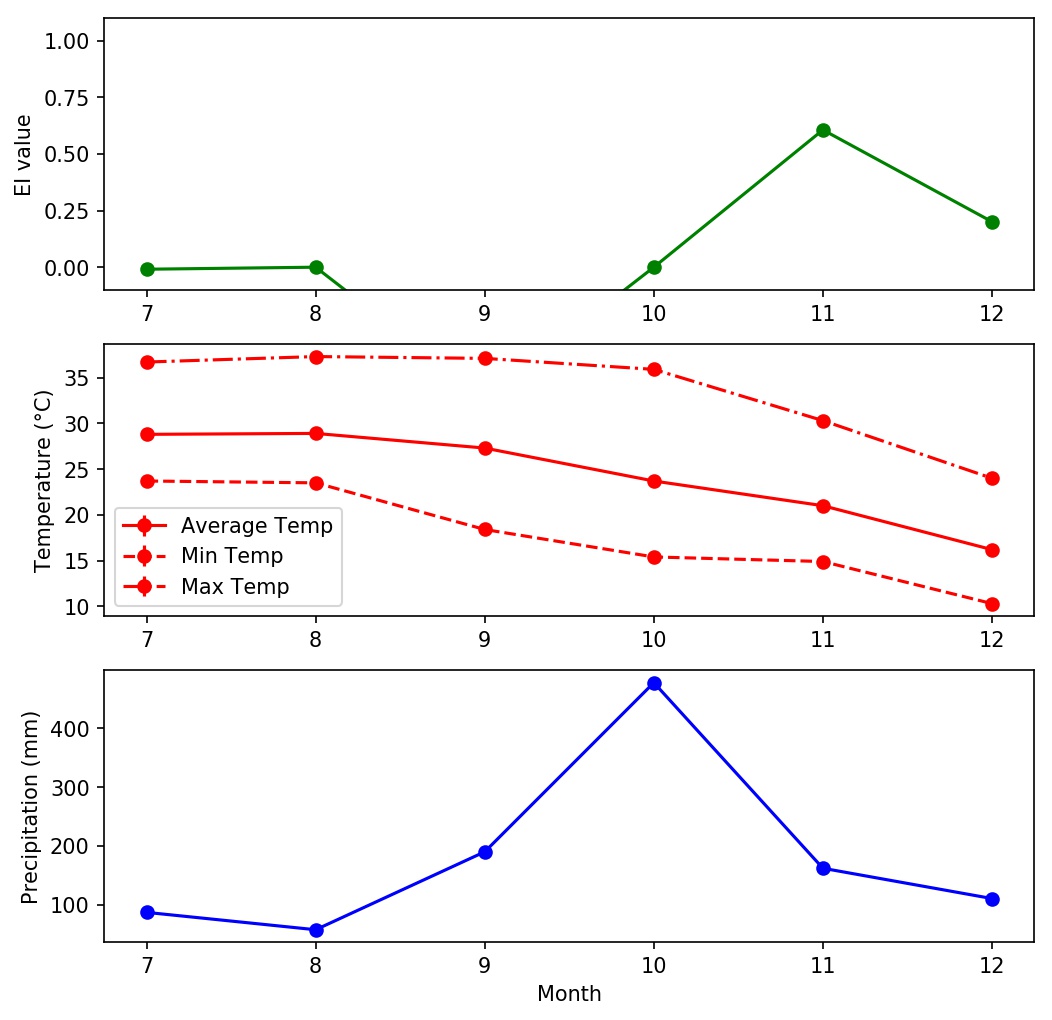 1.00
0.75
0.50
0.25
0.00
EI value
7 8 9 10 11 12
35
30
25
20
15
10
Temperature (°C)
Average Temp
Min Temp
Max Temp
7 8 9 10 11 12
400
300
200
100
Precipitation (mm)
7 8 9 10 11 12
Month